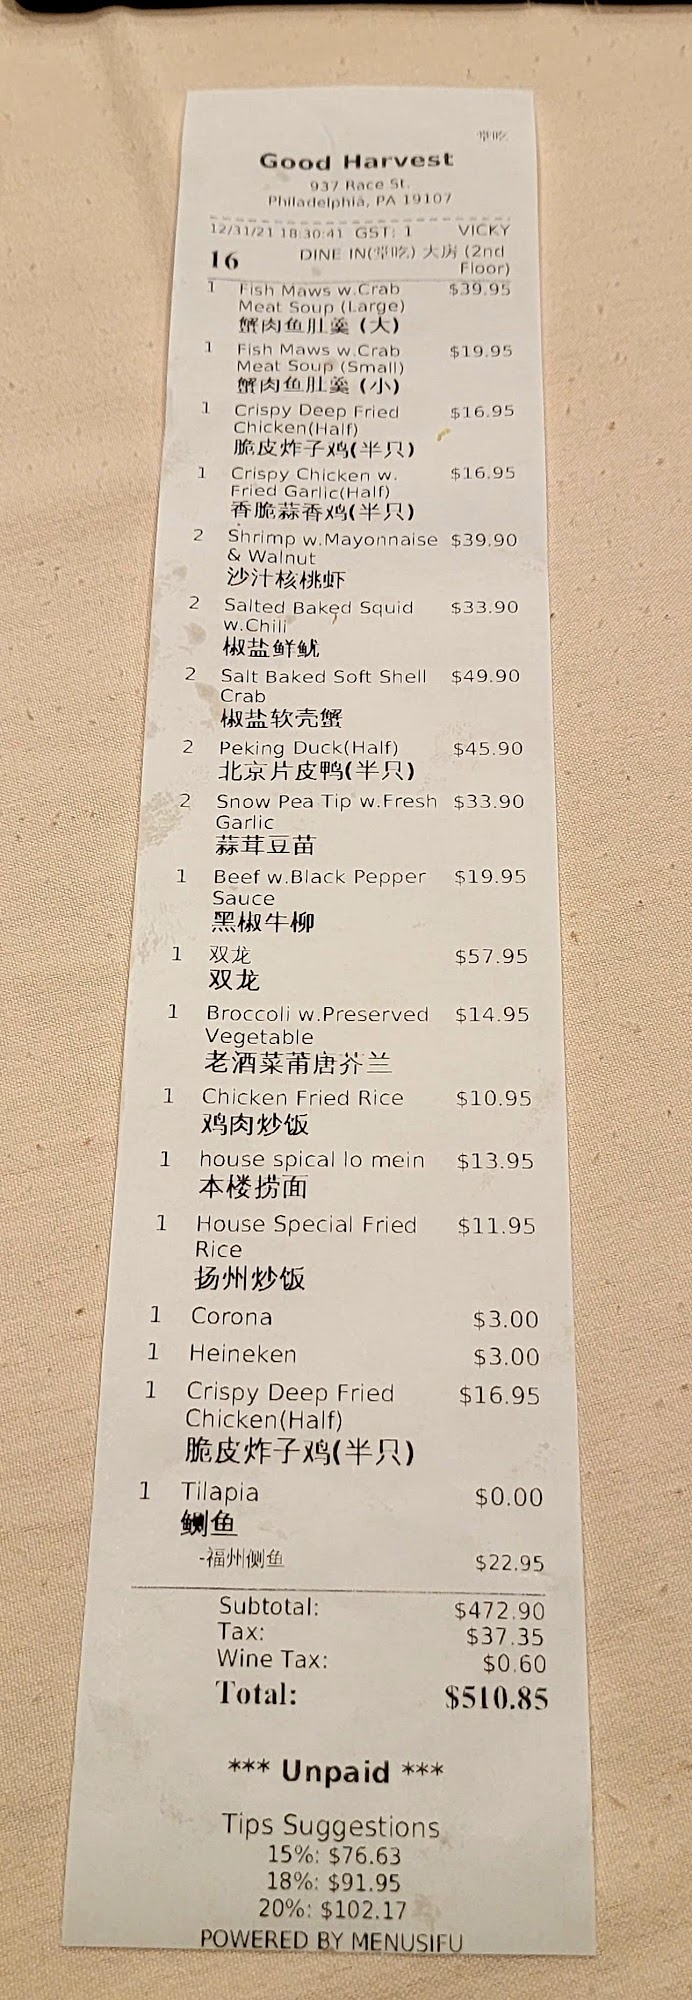 堂吃
Good Harvest
937 Race St.
Philadelphia, PA 19107
12/31/21 18:30:41 GST: 1 VICKY
16 DINE IN(堂吃) 大房 (2nd
Floor)
1 Fish Maws w.Crab $39.95
Meat Soup (Large)
蟹肉鱼肚羹 (大)
1 Fish Maws w.Crab $19.95
Meat Soup (Small)
蟹肉鱼肚羹 (小)
1 Crispy Deep Fried $16.95
Chicken(Half)
脆皮炸子鸡(半只)
1 Crispy Chicken w. $16.95
Fried Garlic(Half)
香脆蒜香鸡(半只)
2 Shrimp w.Mayonnaise $39.90
& Walnut
沙汁核桃虾
2 Salted Baked Squid $33.90
w.Chili
椒盐鲜鱿
2 Salt Baked Soft Shell $49.90
Crab
椒盐软壳蟹
2 Peking Duck(Half) $45.90
北京片皮鸭(半只)
2 Snow Pea Tip w.Fresh $33.90
Garlic
蒜茸豆苗
1 Beef w.Black Pepper $19.95
Sauce
黑椒牛柳
1 双龙 $57.95
双龙
1 Broccoli w.Preserved $14.95
Vegetable
老酒菜莆唐芥兰
1 Chicken Fried Rice $10.95
鸡肉炒饭
1 house spical lo mein $13.95
本楼捞面
1 House Special Fried $11.95
Rice
扬州炒饭
1 Corona $3.00
1 Heineken $3.00
1 Crispy Deep Fried $16.95
Chicken(Half)
脆皮炸子鸡(半只)
1 Tilapia $0.00
鲗鱼
-福州侧鱼 $22.95
Subtotal: $472.90
Tax: $37.35
Wine Tax: $0.60
Total: $510.85
*** Unpaid ***
Tips Suggestions
15%: $76.63
18%: $91.95
20%: $102.17
POWERED BY MENUSIFU